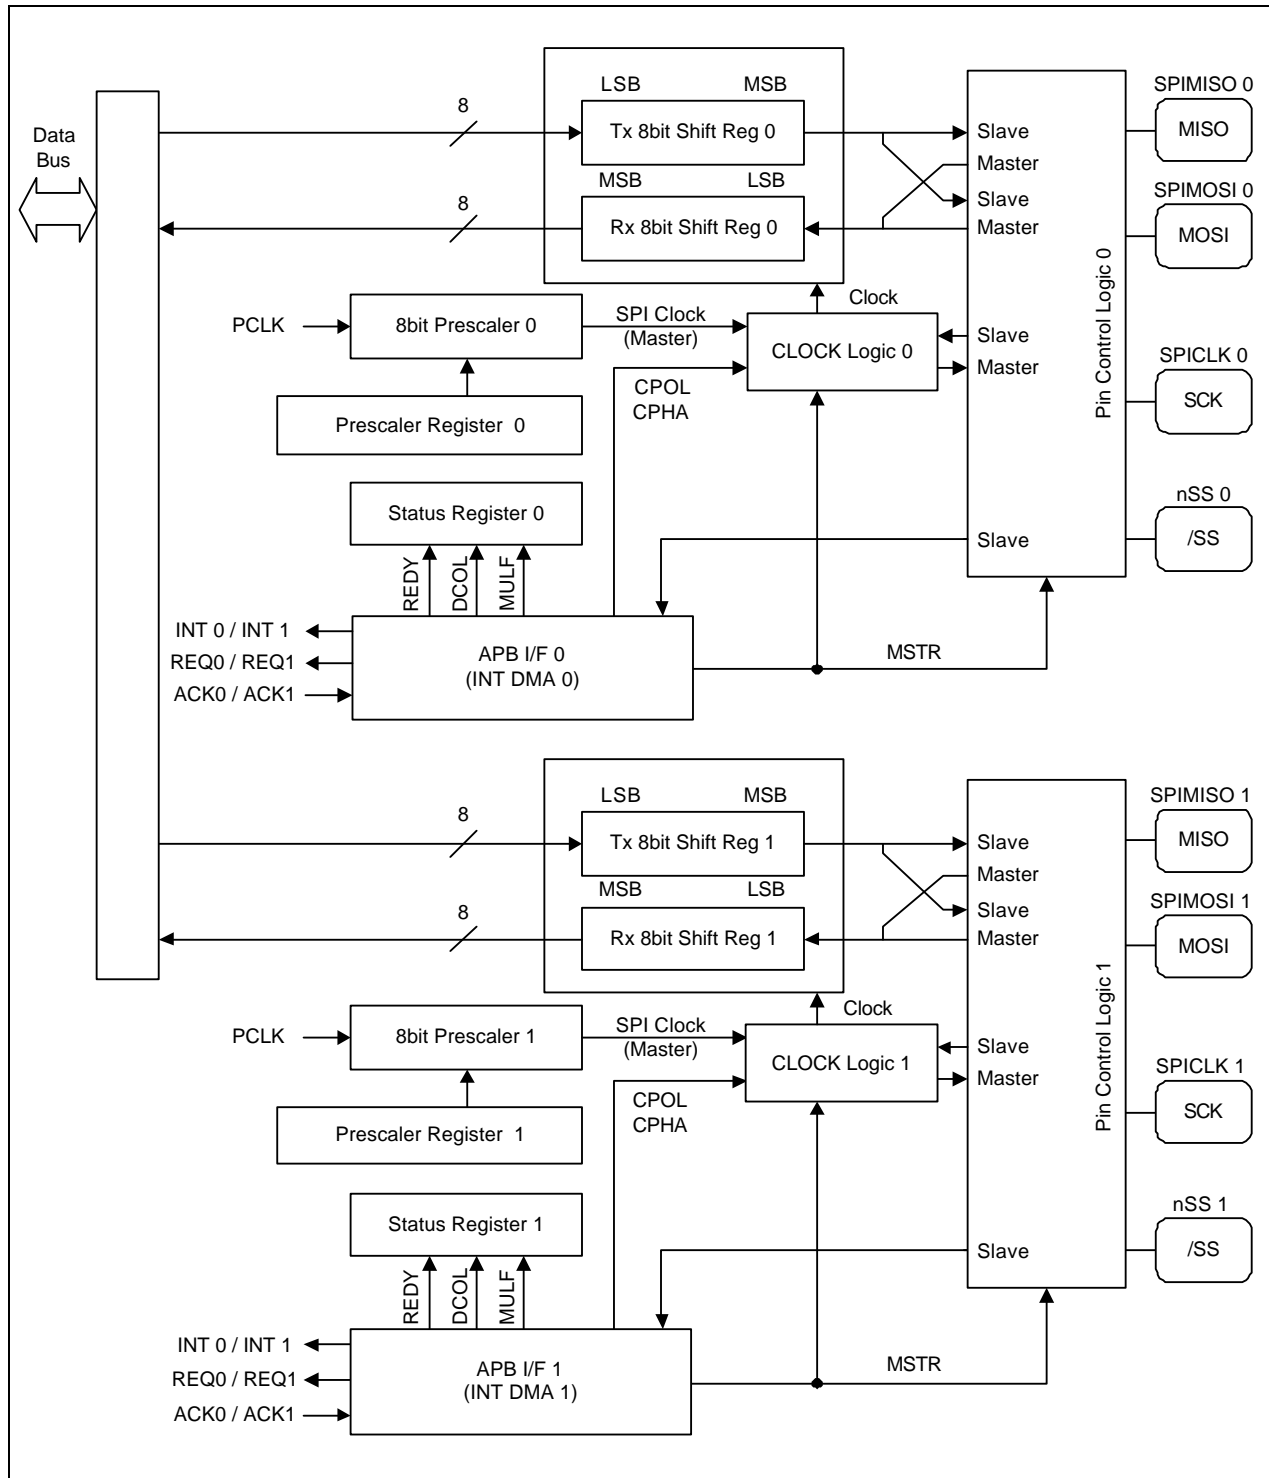 LSB MSB
SPIMISO 0
8
Tx 8bit Shift Reg 0
Slave
MISO
Data
Bus
Master
MSB LSB
Slave
SPIMOSI 0
8
Rx 8bit Shift Reg 0
Master
MOSI
Pin Control Logic 0
Clock
PCLK
8bit Prescaler 0
SPI Clock
(Master)
CLOCK Logic 0
Slave
Master
SPICLK 0
CPOL
CPHA
SCK
Prescaler Register 0
nSS 0
Status Register 0
Slave
/SS
REDY
DCOL
MULF
INT 0 / INT 1
REQ0 / REQ1
ACK0 / ACK1
APB I/F 0
(INT DMA 0)
MSTR
LSB MSB
SPIMISO 1
8
Tx 8bit Shift Reg 1
Slave
MISO
Master
MSB LSB
Slave
SPIMOSI 1
8
Rx 8bit Shift Reg 1
Master
MOSI
Pin Control Logic 1
Clock
PCLK
8bit Prescaler 1
SPI Clock
(Master)
CLOCK Logic 1
Slave
Master
SPICLK 1
CPOL
CPHA
SCK
Prescaler Register 1
nSS 1
Status Register 1
Slave
/SS
REDY
DCOL
MULF
INT 0 / INT 1
REQ0 / REQ1
ACK0 / ACK1
APB I/F 1
(INT DMA 1)
MSTR